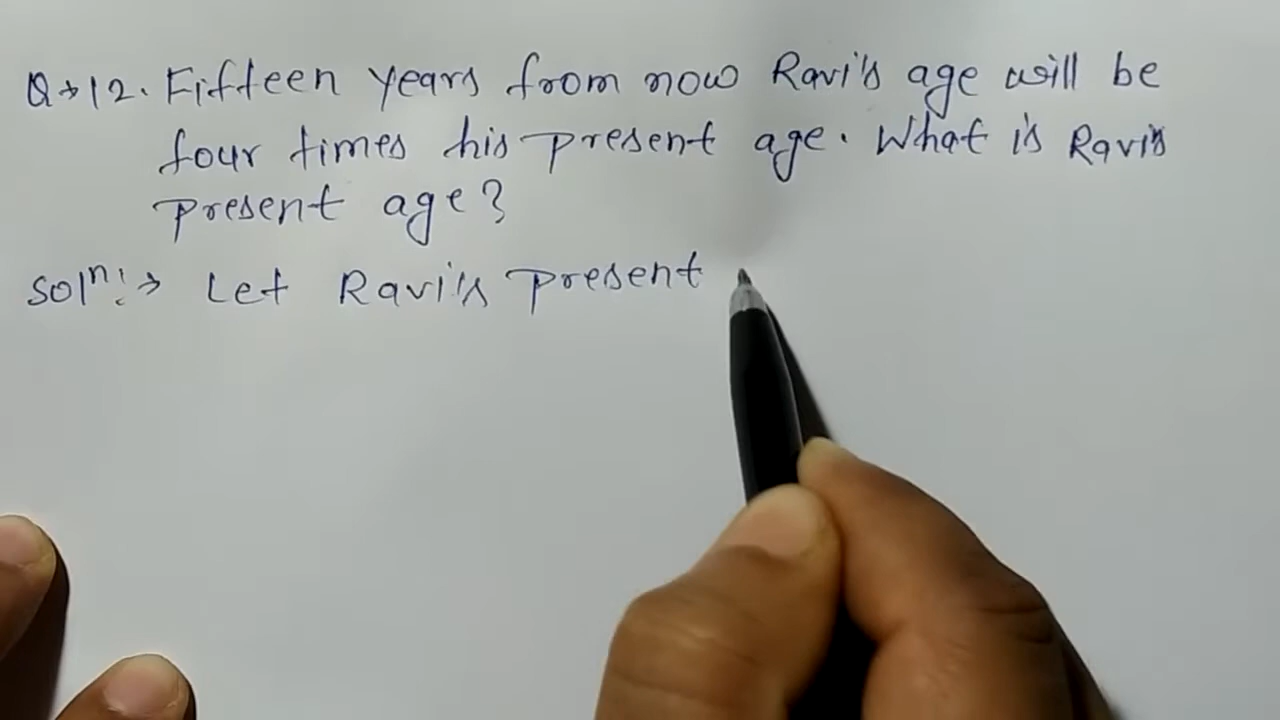 Q→12. Fifteen years from now Ravi's age will be
four times his present age. What is Ravi's
present age?
Solⁿ:→ Let Ravi's present